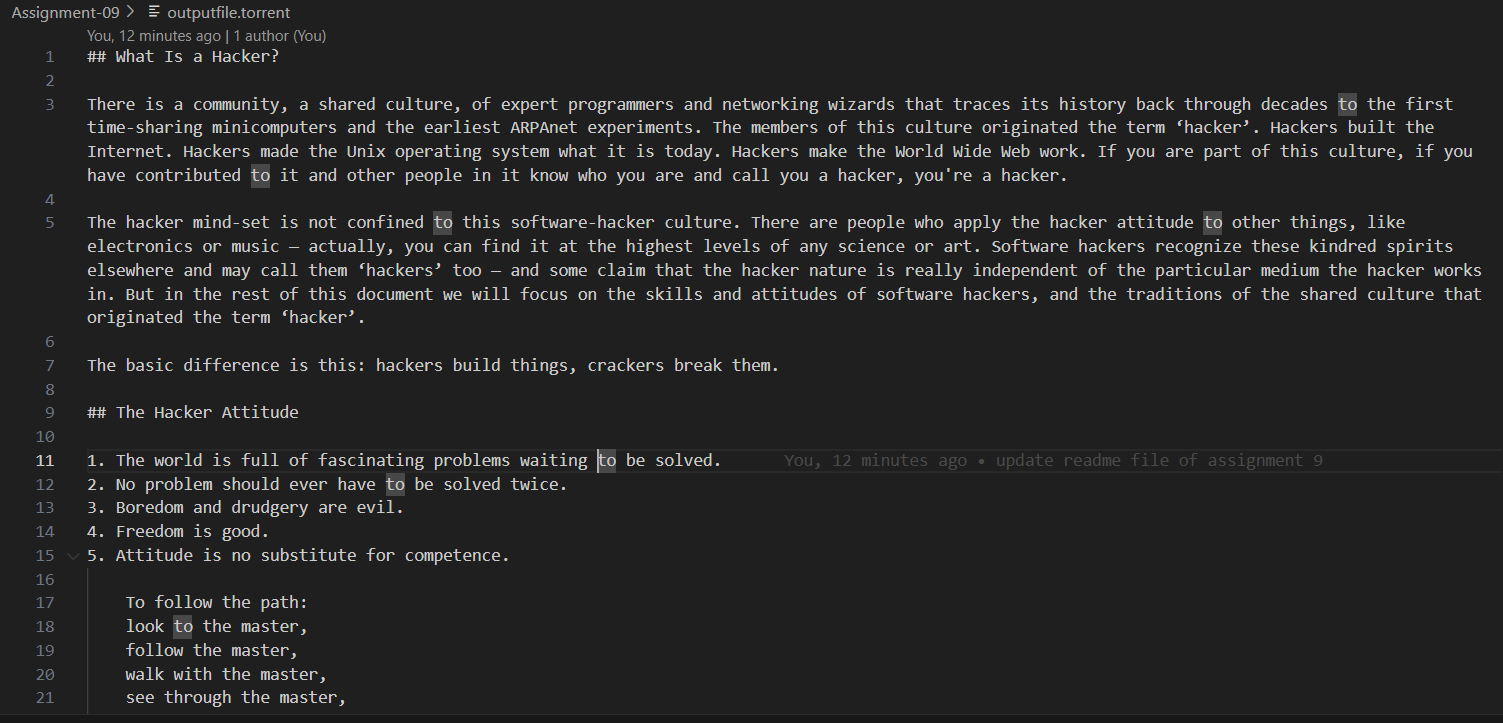 Assignment-09 > outputfile.torrent
You, 12 minutes ago | 1 author (You)
1 ## What Is a Hacker?
2
3 There is a community, a shared culture, of expert programmers and networking wizards that traces its history back through decades to the first
time-sharing minicomputers and the earliest ARPAnet experiments. The members of this culture originated the term ‘hacker’. Hackers built the
Internet. Hackers made the Unix operating system what it is today. Hackers make the World Wide Web work. If you are part of this culture, if you
have contributed to it and other people in it know who you are and call you a hacker, you're a hacker.
4
5 The hacker mind-set is not confined to this software-hacker culture. There are people who apply the hacker attitude to other things, like
electronics or music — actually, you can find it at the highest levels of any science or art. Software hackers recognize these kindred spirits
elsewhere and may call them ‘hackers’ too — and some claim that the hacker nature is really independent of the particular medium the hacker works
in. But in the rest of this document we will focus on the skills and attitudes of software hackers, and the traditions of the shared culture that
originated the term ‘hacker’.
6
7 The basic difference is this: hackers build things, crackers break them.
8
9 ## The Hacker Attitude
10
11 1. The world is full of fascinating problems waiting to be solved. You, 12 minutes ago • update readme file of assignment 9
12 2. No problem should ever have to be solved twice.
13 3. Boredom and drudgery are evil.
14 4. Freedom is good.
15 5. Attitude is no substitute for competence.
16
17 To follow the path:
18 look to the master,
19 follow the master,
20 walk with the master,
21 see through the master,